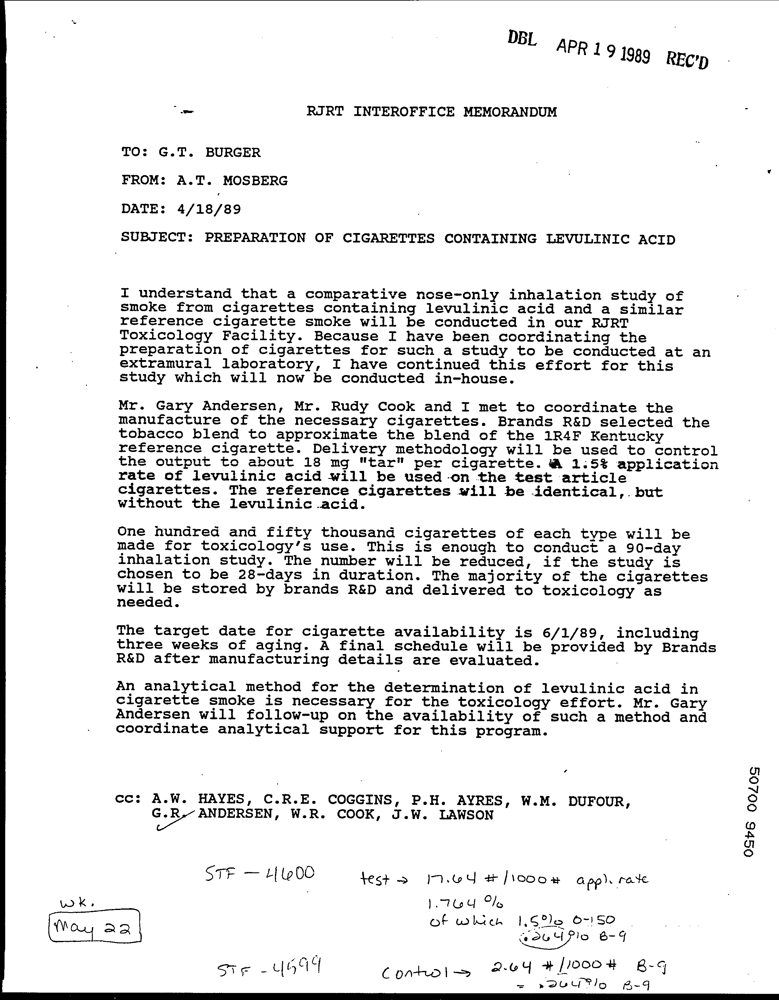 DBL APR 19 1989 REC'D
RJRT INTEROFFICE MEMORANDUM
TO: G.T. BURGER
FROM: A.T. MOSBERG
DATE: 4/18/89
SUBJECT: PREPARATION OF CIGARETTES CONTAINING LEVULINIC ACID
I understand that a comparative nose-only inhalation study of
smoke from cigarettes containing levulinic acid and a similar
reference cigarette smoke will be conducted in our RJRT
Toxicology Facility. Because I have been coordinating the
preparation of cigarettes for such a study to be conducted at an
extramural laboratory, I have continued this effort for this
study which will now be conducted in-house.
Mr. Gary Andersen, Mr. Rudy Cook and I met to coordinate the
manufacture of the necessary cigarettes. Brands R&D selected the
tobacco blend to approximate the blend of the 1R4F Kentucky
reference cigarette. Delivery methodology will be used to control
the output to about 18 mg "tar" per cigarette. A 1.5% application
rate of levulinic acid will be used on the test article
cigarettes. The reference cigarettes will be identical, but
without the levulinic acid.
One hundred and fifty thousand cigarettes of each type will be
made for toxicology's use. This is enough to conduct a 90-day
inhalation study. The number will be reduced, if the study is
chosen to be 28-days in duration. The majority of the cigarettes
will be stored by brands R&D and delivered to toxicology as
needed.
The target date for cigarette availability is 6/1/89, including
three weeks of aging. A final schedule will be provided by Brands
R&D after manufacturing details are evaluated.
An analytical method for the determination of levulinic acid in
cigarette smoke is necessary for the toxicology effort. Mr. Gary
Andersen will follow-up on the availability of such a method and
coordinate analytical support for this program.
cc: A.W. HAYES, C.R.E. COGGINS, P.H. AYRES, W.M. DUFOUR,
G.R. ANDERSEN, W.R. COOK, J.W. LAWSON
50700 9450
STF - 4600 test → 17.64 #/1000# appl. rate
wk. 1.764 %
May 22 of which 1.5% 0-150
.264% B-9
STF - 4599 Control → 2.64 #/1000# B-9
= .264% B-9